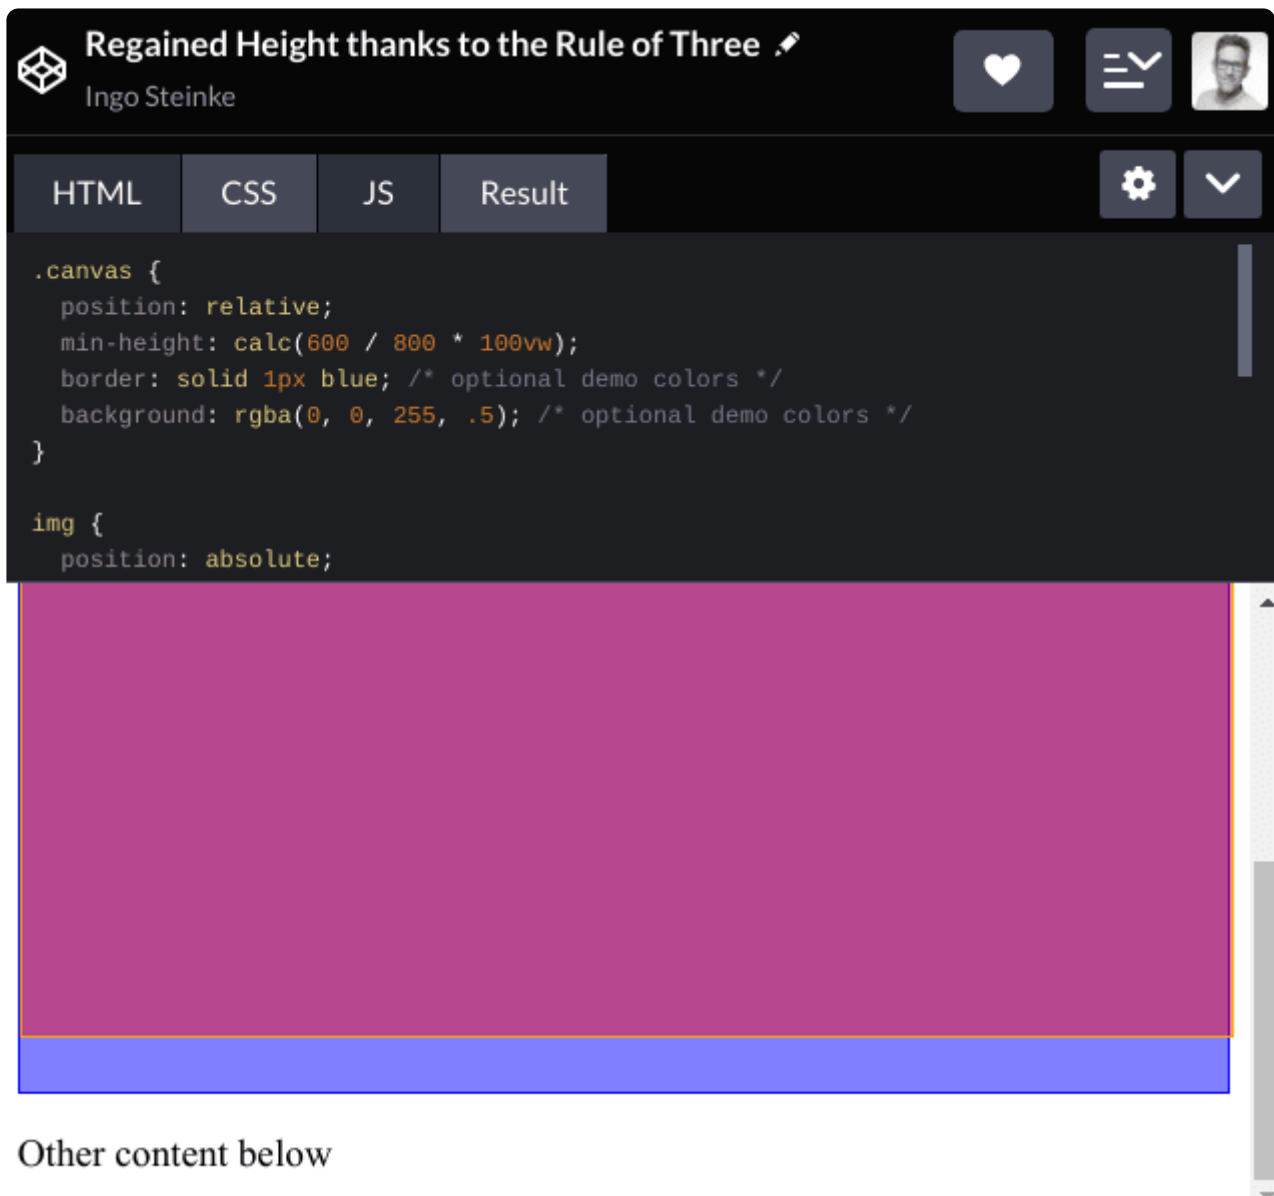 Regained Height thanks to the Rule of Three
Ingo Steinke
HTML CSS JS Result
.canvas {
  position: relative;
  min-height: calc(600 / 800 * 100vw);
  border: solid 1px blue; /* optional demo colors */
  background: rgba(0, 0, 255, .5); /* optional demo colors */
}
img {
  position: absolute;
Other content below